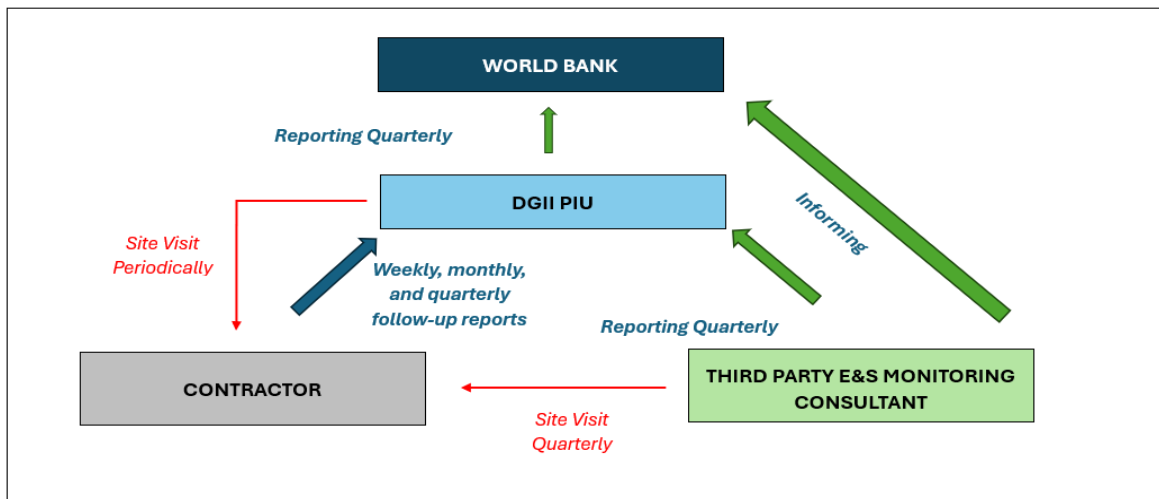 WORLD BANK
Reporting Quarterly
DGII PIU
Informing
Site Visit
Periodically
Weekly, monthly,
and quarterly
follow-up reports
Reporting Quarterly
CONTRACTOR
THIRD PARTY E&S MONITORING
CONSULTANT
Site Visit
Quarterly